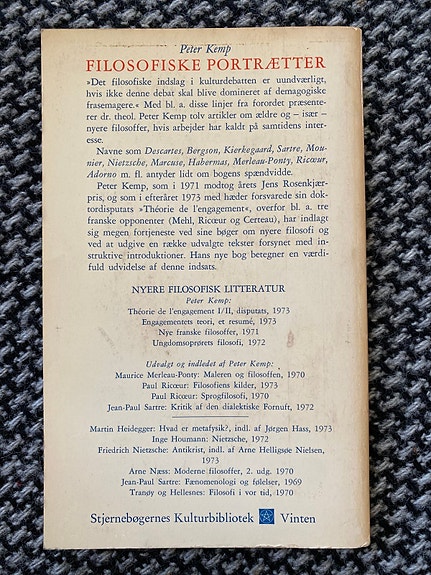 Peter Kemp
FILOSOFISKE PORTRÆTTER
»Det filosofiske indslag i kulturdebatten er uundværligt,
hvis ikke denne debat skal blive domineret af demagogiske
frasemagere.« Med bl. a. disse linjer fra forordet præsente-
rer dr. theol. Peter Kemp tolv artikler om ældre og – især –
nyere filosoffer, hvis arbejder har kaldt på samtidens inter-
esse.
Navne som Descartes, Bergson, Kierkegaard, Sartre, Mou-
nier, Nietzsche, Marcuse, Habermas, Merleau-Ponty, Ricœur,
Adorno m. fl. antyder lidt om bogens spændvidde.
Peter Kemp, som i 1971 modtog årets Jens Rosenkjær-
pris, og som i efteråret 1973 med hæder forsvarede sin dok-
tordisputats »Théorie de l'engagement«, overfor bl. a. tre
franske opponenter (Mehl, Ricœur og Certeau), har indlagt
sig megen fortjeneste ved sine bøger om nyere filosofi og
ved at udgive en række udvalgte tekster forsynet med in-
struktive introduktioner. Hans nye bog betegner en værdi-
fuld udvidelse af denne indsats.
NYERE FILOSOFISK LITTERATUR
Peter Kemp:
Théorie de l'engagement I/II, disputats, 1973
Engagementets teori, et resumé, 1973
Nye franske filosoffer, 1971
Ungdomsoprørets filosofi, 1972
Udvalgt og indledet af Peter Kemp:
Maurice Merleau-Ponty: Maleren og filosoffen, 1970
Paul Ricœur: Filosofiens kilder, 1973
Paul Ricœur: Sprogfilosofi, 1970
Jean-Paul Sartre: Kritik af den dialektiske Fornuft, 1972
Martin Heidegger: Hvad er metafysik?, indl. af Jørgen Hass, 1973
Inge Houmann: Nietzsche, 1972
Friedrich Nietzsche: Antikrist, indl. af Arne Helligsøe Nielsen,
1973
Arne Næss: Moderne filosoffer, 2. udg. 1970
Jean-Paul Sartre: Fænomenologi og følelser, 1969
Tranøy og Hellesnes: Filosofi i vor tid, 1970
Stjernebøgernes Kulturbibliotek Vinten